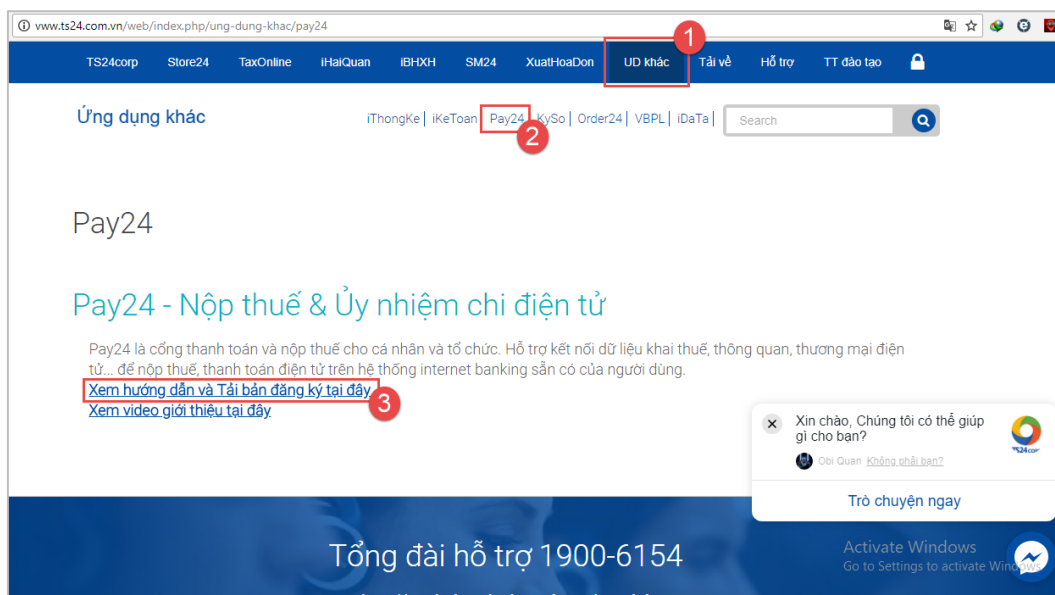 www.ts24.com.vn/web/index.php/ung-dung-khac/pay24
TS24corp Store24 TaxOnline iHaiQuan iBHXH SM24 XuatHoaDon UD khác Tải về Hỗ trợ TT đào tạo
1
Ứng dụng khác iThongKe | iKeToan | Pay24 | KySo | Order24 | VBPL | iDaTa | Search
2
Pay24
Pay24 - Nộp thuế & Ủy nhiệm chi điện tử
Pay24 là cổng thanh toán và nộp thuế cho cá nhân và tổ chức. Hỗ trợ kết nối dữ liệu khai thuế, thông quan, thương mại điện
tử... để nộp thuế, thanh toán điện tử trên hệ thống internet banking sẵn có của người dùng.
Xem hướng dẫn và Tải bản đăng ký tại đây
3
Xem video giới thiệu tại đây
Xin chào, Chúng tôi có thể giúp
gì cho bạn?
TS24 corp
Obi Quan Không phải bạn?
Trò chuyện ngay
Tổng đài hỗ trợ 1900-6154
Activate Windows
Go to Settings to activate Windows